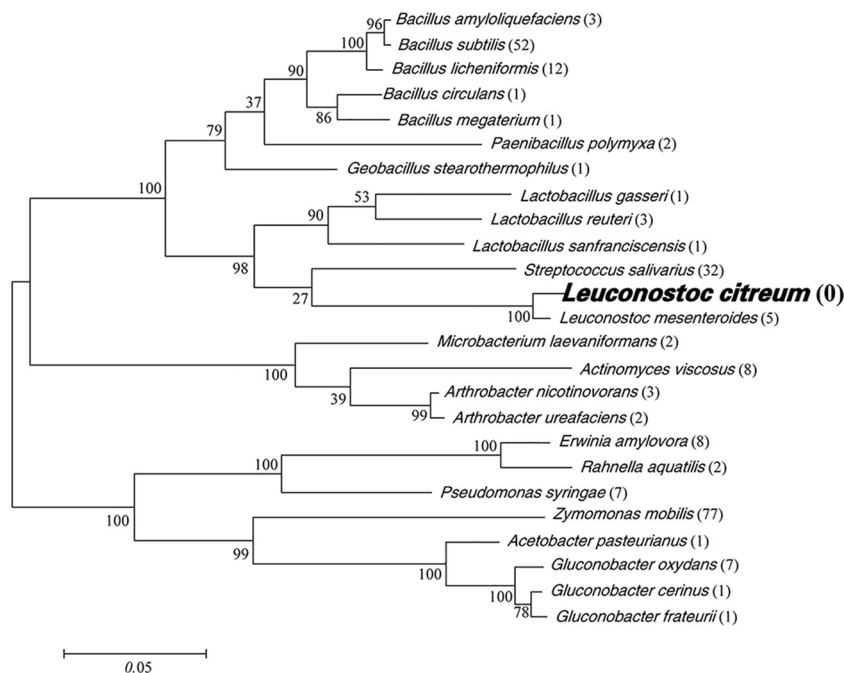 96
Bacillus amyloliquefaciens (3)
100
Bacillus subtilis (52)
90
Bacillus licheniformis (12)
37
Bacillus circulans (1)
86
Bacillus megaterium (1)
79
Paenibacillus polymyxa (2)
Geobacillus stearothermophilus (1)
100
53
Lactobacillus gasseri (1)
90
Lactobacillus reuteri (3)
Lactobacillus sanfranciscensis (1)
98
Streptococcus salivarius (32)
27
Leuconostoc citreum (0)
100
Leuconostoc mesenteroides (5)
Microbacterium laevaniformans (2)
100
Actinomyces viscosus (8)
39
Arthrobacter nicotinovorans (3)
99
Arthrobacter ureafaciens (2)
100
Erwinia amylovora (8)
100
Rahnella aquatilis (2)
Pseudomonas syringae (7)
100
Zymomonas mobilis (77)
99
Acetobacter pasteurianus (1)
100
Gluconobacter oxydans (7)
100
Gluconobacter cerinus (1)
78
Gluconobacter frateurii (1)
0.05